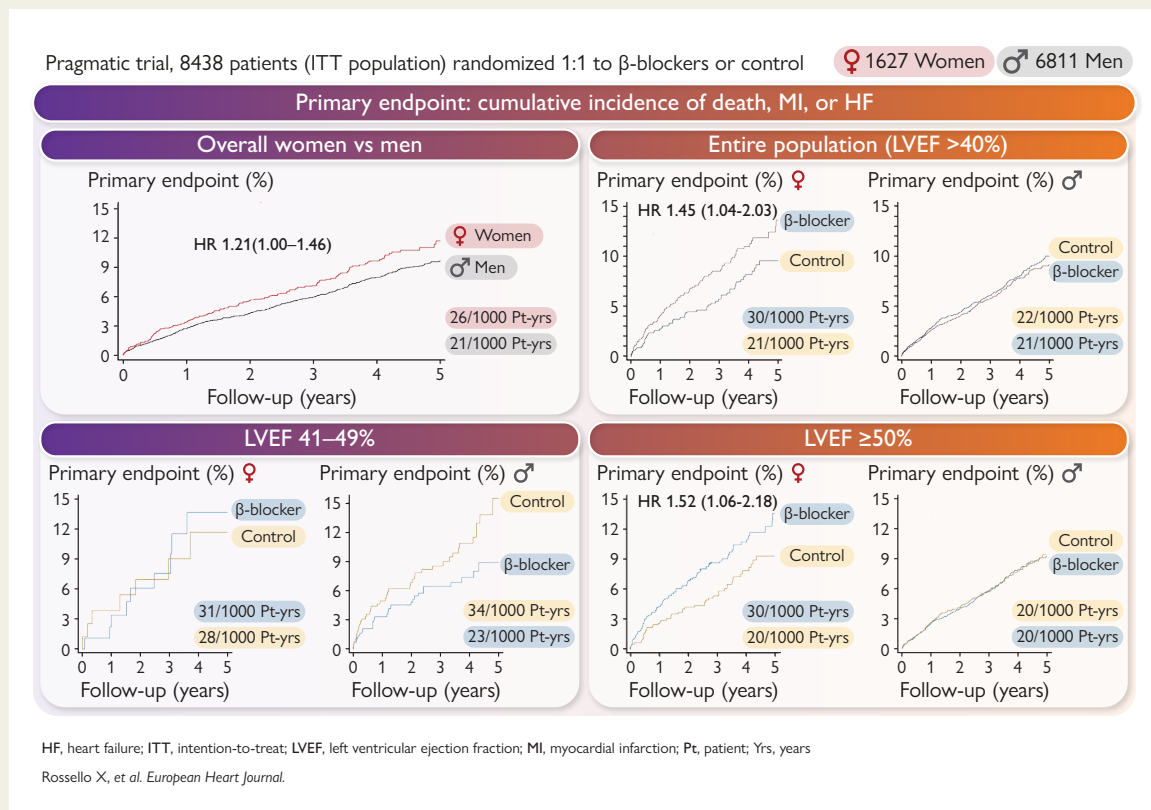 Pragmatic trial, 8438 patients (ITT population) randomized 1:1 to β-blockers or control
♀ 1627 Women
♂ 6811 Men
Primary endpoint: cumulative incidence of death, MI, or HF
Overall women vs men
Primary endpoint (%)
15
12
9
6
3
0
HR 1.21(1.00–1.46)
♀ Women
♂ Men
26/1000 Pt-yrs
21/1000 Pt-yrs
0 1 2 3 4 5
Follow-up (years)
Entire population (LVEF >40%)
Primary endpoint (%) ♀
15
10
5
0
HR 1.45 (1.04-2.03)
β-blocker
Control
30/1000 Pt-yrs
21/1000 Pt-yrs
0 1 2 3 4 5
Follow-up (years)
Primary endpoint (%) ♂
15
10
5
0
Control
β-blocker
22/1000 Pt-yrs
21/1000 Pt-yrs
0 1 2 3 4 5
Follow-up (years)
LVEF 41–49%
Primary endpoint (%) ♀
15
12
9
6
3
0
β-blocker
Control
31/1000 Pt-yrs
28/1000 Pt-yrs
0 1 2 3 4 5
Follow-up (years)
Primary endpoint (%) ♂
15
12
9
6
3
0
Control
β-blocker
34/1000 Pt-yrs
23/1000 Pt-yrs
0 1 2 3 4 5
Follow-up (years)
LVEF ≥50%
Primary endpoint (%) ♀
15
12
9
6
3
0
HR 1.52 (1.06-2.18)
β-blocker
Control
30/1000 Pt-yrs
20/1000 Pt-yrs
0 1 2 3 4 5
Follow-up (years)
Primary endpoint (%) ♂
15
12
9
6
3
0
Control
β-blocker
20/1000 Pt-yrs
20/1000 Pt-yrs
0 1 2 3 4 5
Follow-up (years)
HF, heart failure; ITT, intention-to-treat; LVEF, left ventricular ejection fraction; MI, myocardial infarction; Pt, patient; Yrs, years
Rossello X, et al. European Heart Journal.